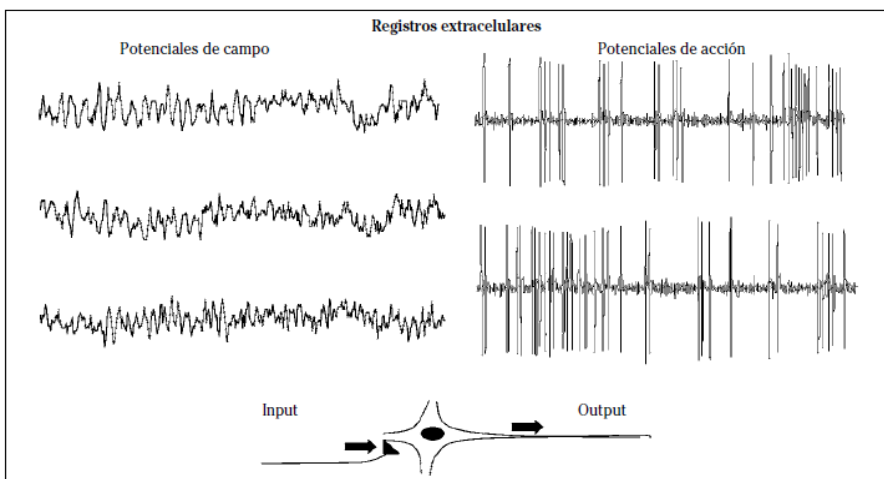 Registros extracelulares
Potenciales de campo
Potenciales de acción
Input
Output